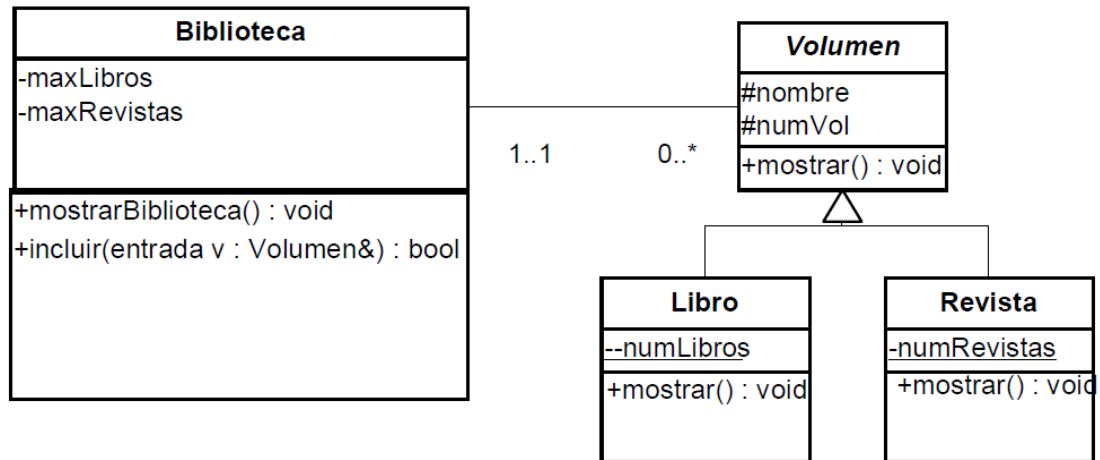 Biblioteca
-maxLibros
-maxRevistas
+mostrarBiblioteca() : void
+incluir(entrada v : Volumen&) : bool
1..1
0..*
Volumen
#nombre
#numVol
+mostrar() : void
Libro
--numLibros
+mostrar() : void
Revista
-numRevistas
+mostrar() : void